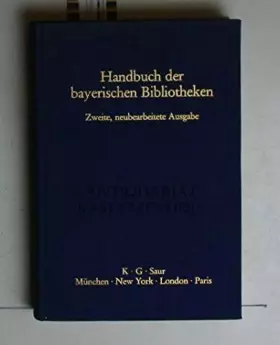 Handbuch der
bayerischen Bibliotheken
Zweite, neubearbeitete Ausgabe
K · G · Saur
München · New York · London · Paris